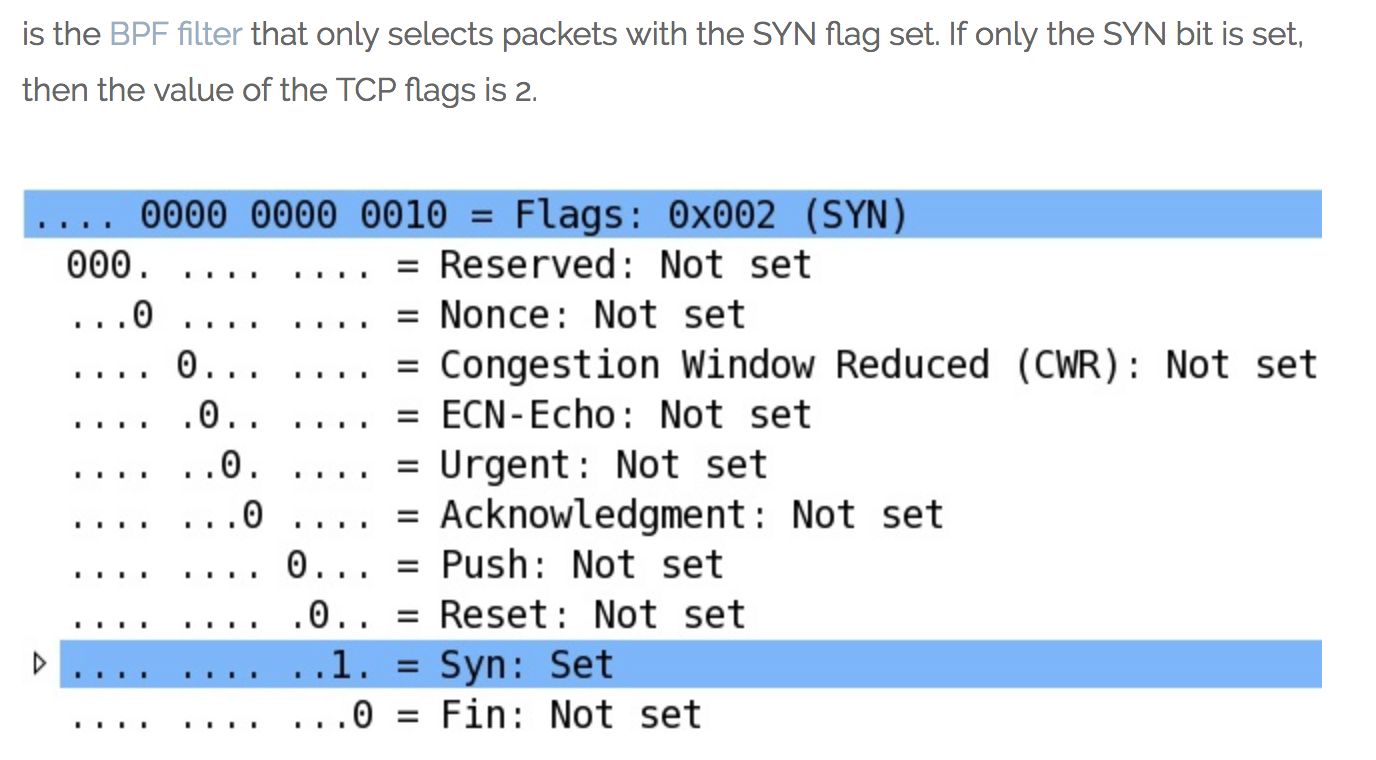 is the BPF filter that only selects packets with the SYN flag set. If only the SYN bit is set,
then the value of the TCP flags is 2.
.... 0000 0000 0010 = Flags: 0x002 (SYN)
000. .... .... = Reserved: Not set
...0 .... .... = Nonce: Not set
.... 0... .... = Congestion Window Reduced (CWR): Not set
.... .0.. .... = ECN-Echo: Not set
.... ..0. .... = Urgent: Not set
.... ...0 .... = Acknowledgment: Not set
.... .... 0... = Push: Not set
.... .... .0.. = Reset: Not set
.... .... ..1. = Syn: Set
.... .... ...0 = Fin: Not set